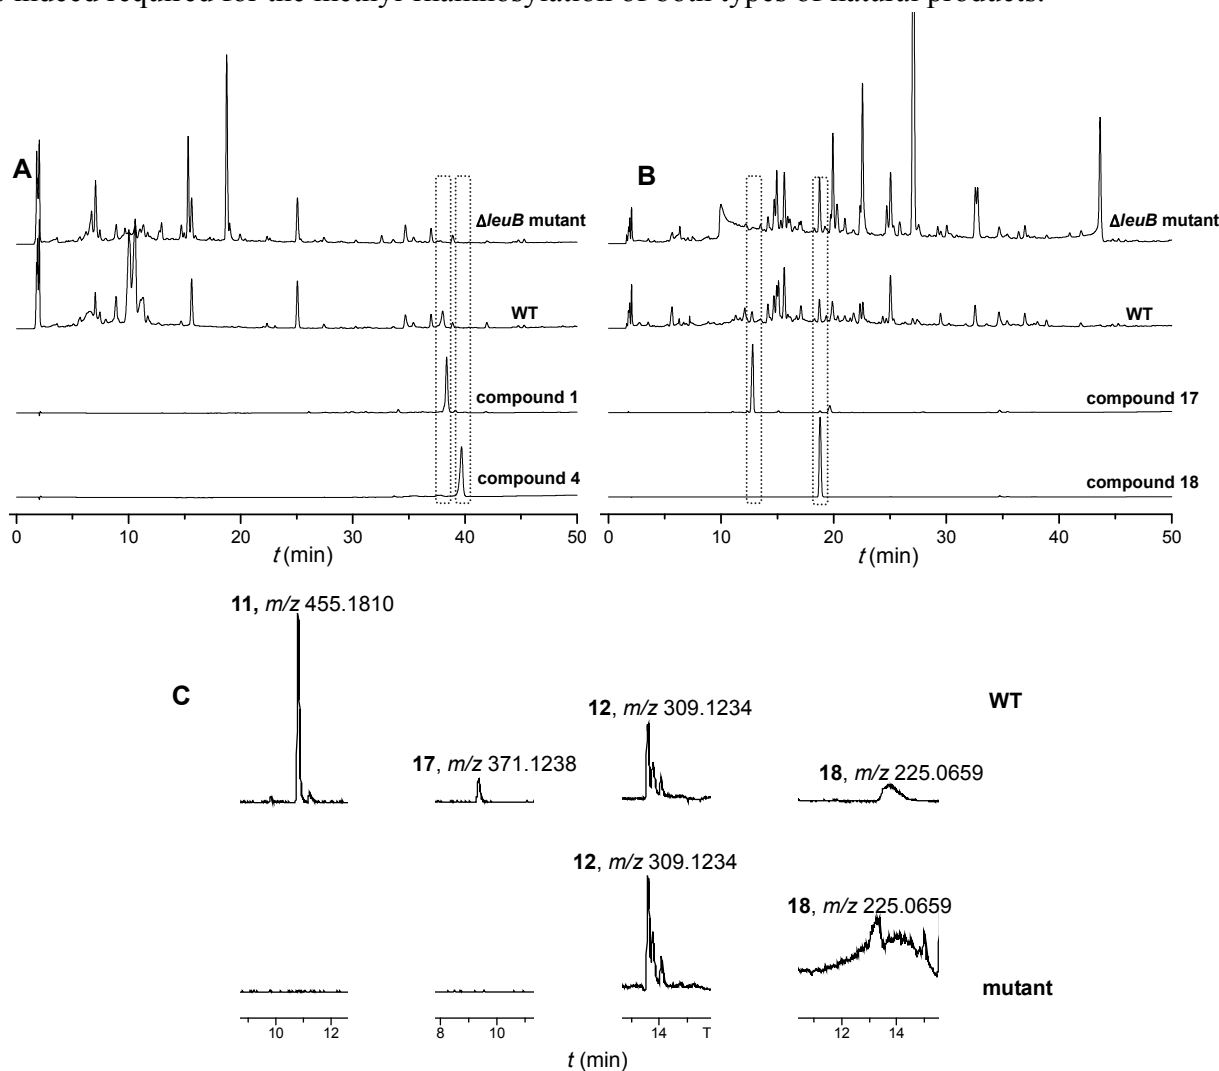 indeed required for the methyl-rhamnosylation of both types of natural products.
A
ΔleuB mutant
WT
compound 1
compound 4
0 10 20 30 40 50
t (min)
B
ΔleuB mutant
WT
compound 17
compound 18
0 10 20 30 40 50
t (min)
C
11, m/z 455.1810
17, m/z 371.1238
12, m/z 309.1234
18, m/z 225.0659
WT
12, m/z 309.1234
18, m/z 225.0659
mutant
10 12 8 10 14 T 12 14
t (min)